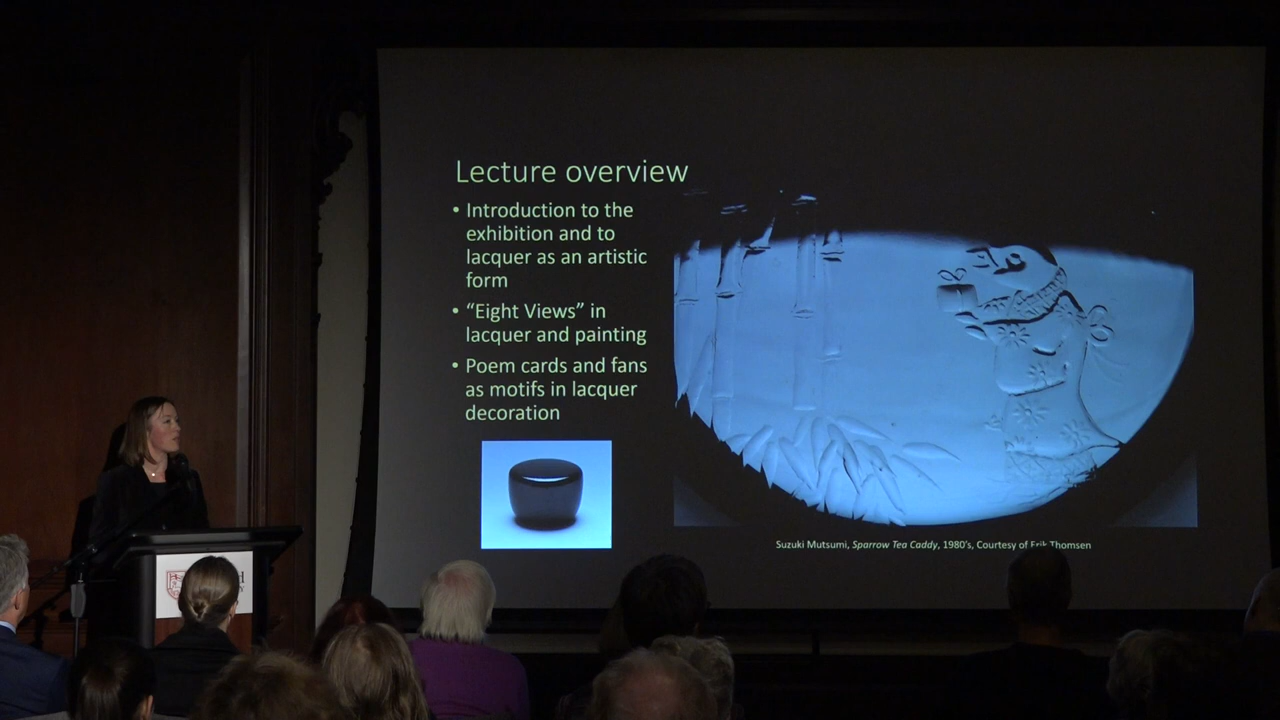 Lecture overview
• Introduction to the
exhibition and to
lacquer as an artistic
form
• “Eight Views” in
lacquer and painting
• Poem cards and fans
as motifs in lacquer
decoration
Suzuki Mutsumi, Sparrow Tea Caddy, 1980’s, Courtesy of Erik Thomsen